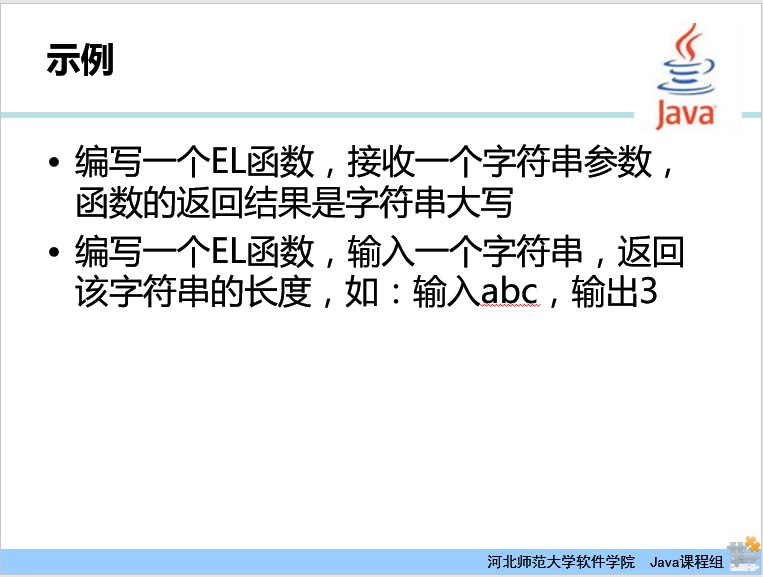 示例
Java
• 编写一个EL函数，接收一个字符串参数，
函数的返回结果是字符串大写
• 编写一个EL函数，输入一个字符串，返回
该字符串的长度，如：输入abc，输出3
河北师范大学软件学院 Java课程组